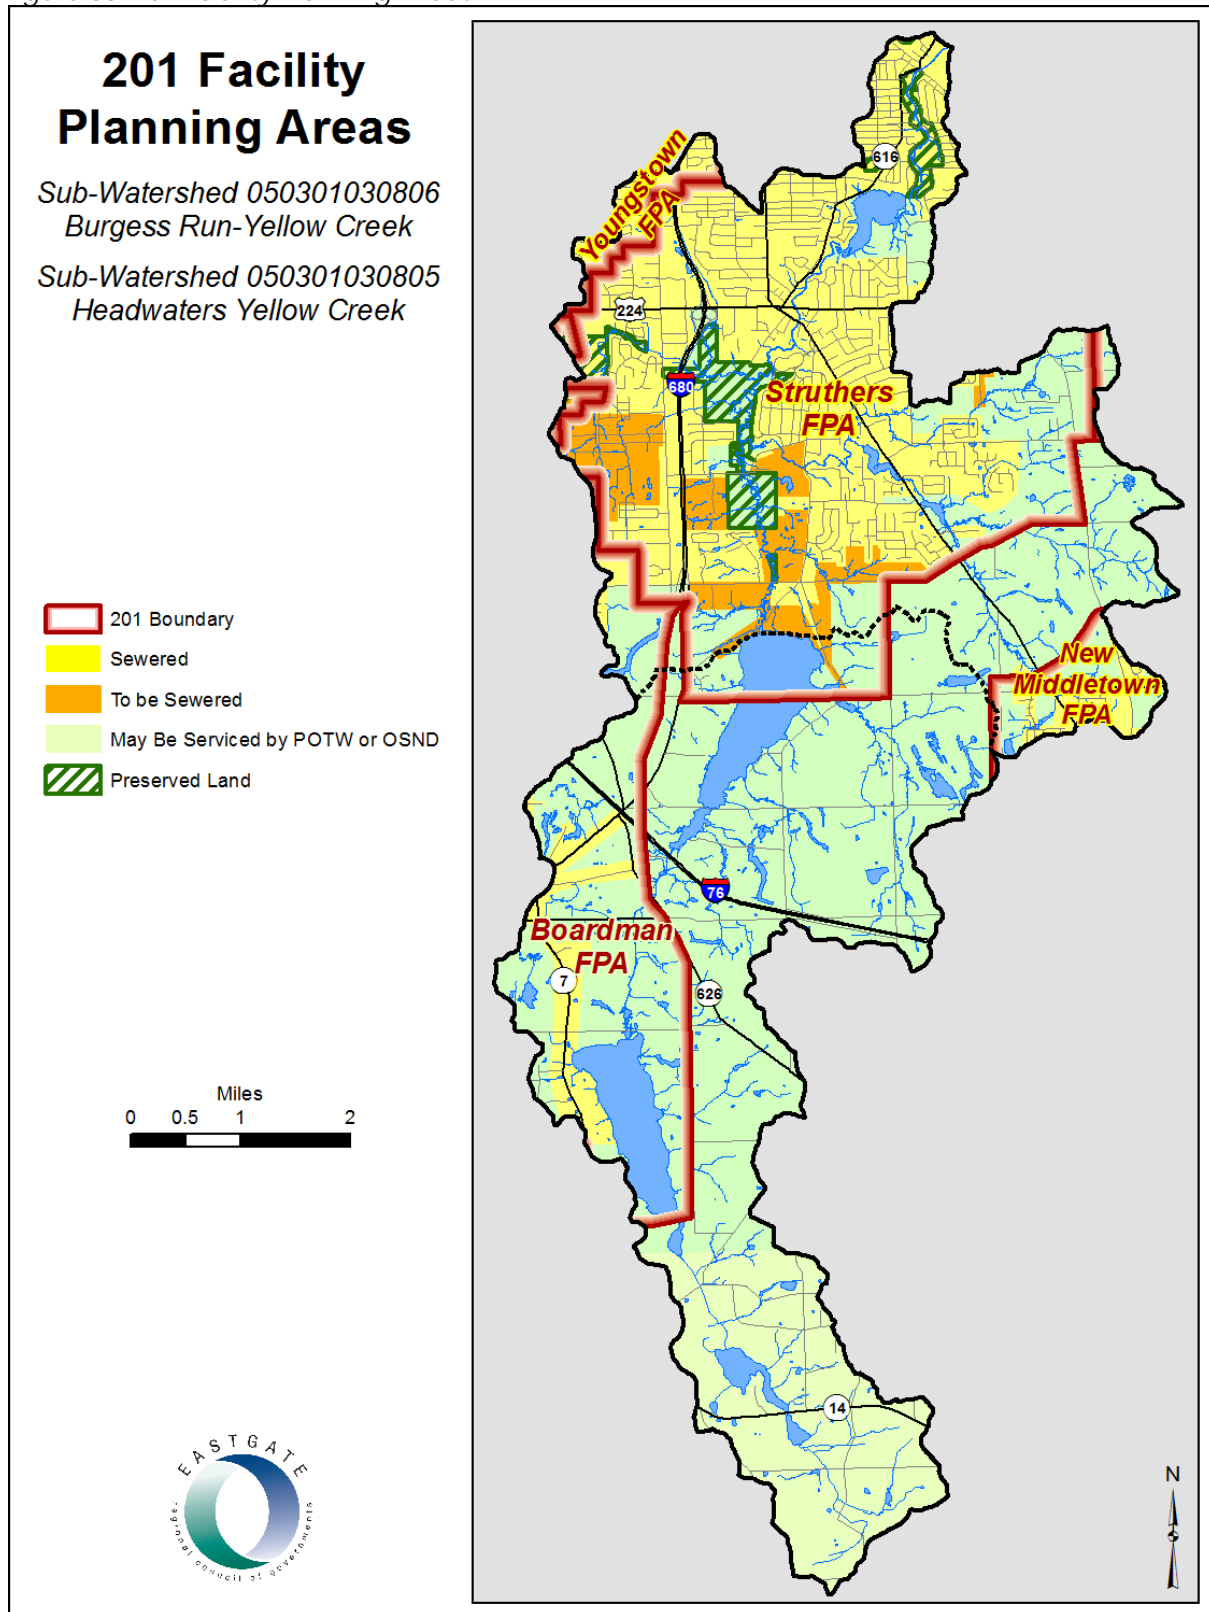 201 Facility
Planning Areas
Sub-Watershed 050301030806
Burgess Run-Yellow Creek
Sub-Watershed 050301030805
Headwaters Yellow Creek
201 Boundary
Sewered
To be Sewered
May Be Serviced by POTW or OSND
Preserved Land
Miles
0 0.5 1 2
EASTGATE
regional council of governments
616
Youngstown
FPA
224
680
Struthers
FPA
New
Middletown
FPA
76
Boardman
FPA
7
626
14
N